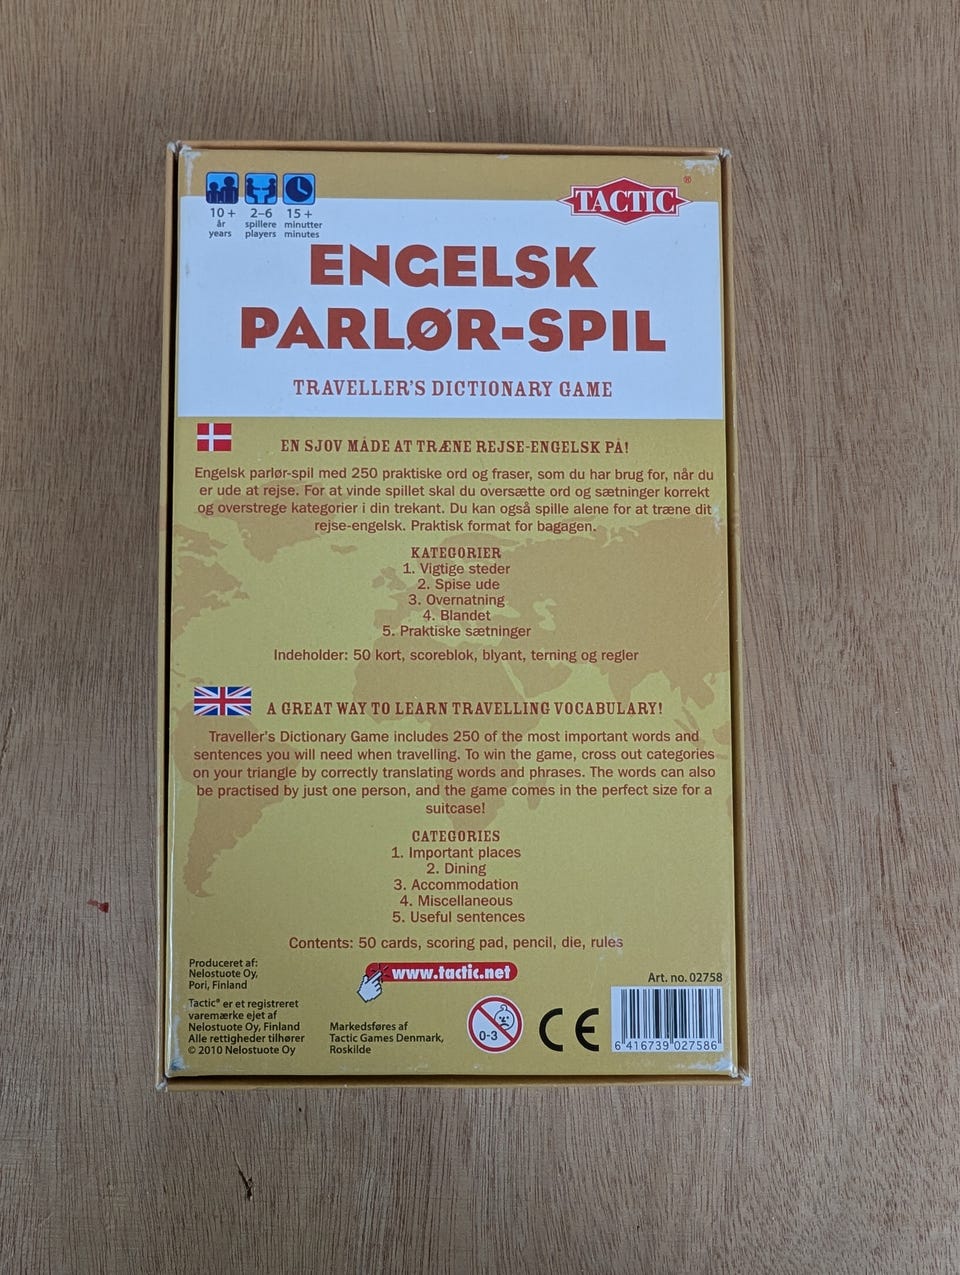 10 +
år
years
2–6
spillere
players
15 +
minutter
minutes
TACTIC®
ENGELSK
PARLØR-SPIL
TRAVELLER'S DICTIONARY GAME
EN SJOV MÅDE AT TRÆNE REJSE-ENGELSK PÅ!
Engelsk parlør-spil med 250 praktiske ord og fraser, som du har brug for, når du
er ude at rejse. For at vinde spillet skal du oversætte ord og sætninger korrekt
og overstrege kategorier i din trekant. Du kan også spille alene for at træne dit
rejse-engelsk. Praktisk format for bagagen.
KATEGORIER
1. Vigtige steder
2. Spise ude
3. Overnatning
4. Blandet
5. Praktiske sætninger
Indeholder: 50 kort, scoreblok, blyant, terning og regler
A GREAT WAY TO LEARN TRAVELLING VOCABULARY!
Traveller's Dictionary Game includes 250 of the most important words and
sentences you will need when travelling. To win the game, cross out categories
on your triangle by correctly translating words and phrases. The words can also
be practised by just one person, and the game comes in the perfect size for a
suitcase!
CATEGORIES
1. Important places
2. Dining
3. Accommodation
4. Miscellaneous
5. Useful sentences
Contents: 50 cards, scoring pad, pencil, die, rules
Produceret af:
Nelostuote Oy,
Pori, Finland
Tactic® er et registreret
varemærke ejet af
Nelostuote Oy, Finland
Alle rettigheder tilhører
© 2010 Nelostuote Oy
www.tactic.net
Markedsføres af
Tactic Games Denmark,
Roskilde
0-3
CE
Art. no. 02758
6 416739 027586